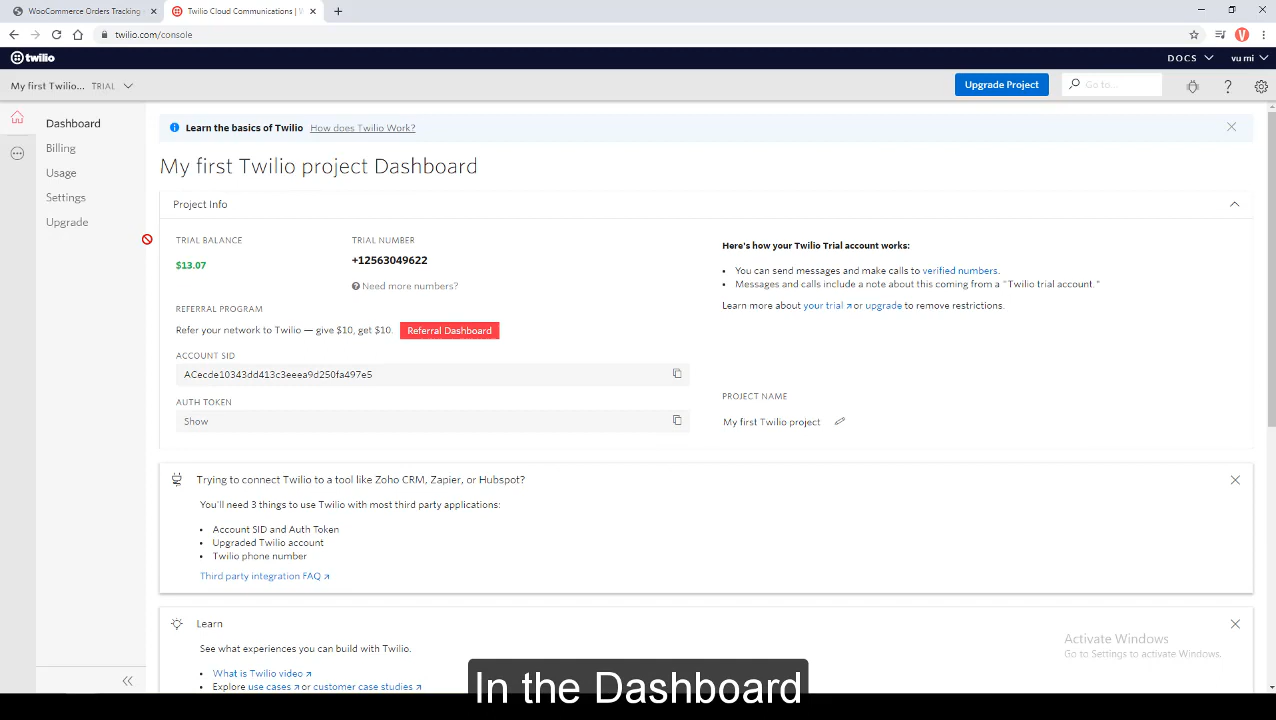 WooCommerce Orders Tracking
Twilio Cloud Communications | W
twilio.com/console
V
twilio
DOCS
vu mi
My first Twilio... TRIAL
Upgrade Project
Go to...
Dashboard
Billing
Usage
Settings
Upgrade
Learn the basics of Twilio How does Twilio Work?
My first Twilio project Dashboard
Project Info
TRIAL BALANCE
$13.07
TRIAL NUMBER
+12563049622
Need more numbers?
REFERRAL PROGRAM
Refer your network to Twilio — give $10, get $10. Referral Dashboard
ACCOUNT SID
ACecde10343dd413c3eeea9d250fa497e5
AUTH TOKEN
Show
Here's how your Twilio Trial account works:
• You can send messages and make calls to verified numbers.
• Messages and calls include a note about this coming from a "Twilio trial account."
Learn more about your trial or upgrade to remove restrictions.
PROJECT NAME
My first Twilio project
Trying to connect Twilio to a tool like Zoho CRM, Zapier, or Hubspot?
You'll need 3 things to use Twilio with most third party applications:
• Account SID and Auth Token
• Upgraded Twilio account
• Twilio phone number
Third party integration FAQ
Learn
See what experiences you can build with Twilio.
• What is Twilio video
• Explore use cases or customer case studies
Activate Windows
Go to Settings to activate Windows.
In the Dashboard